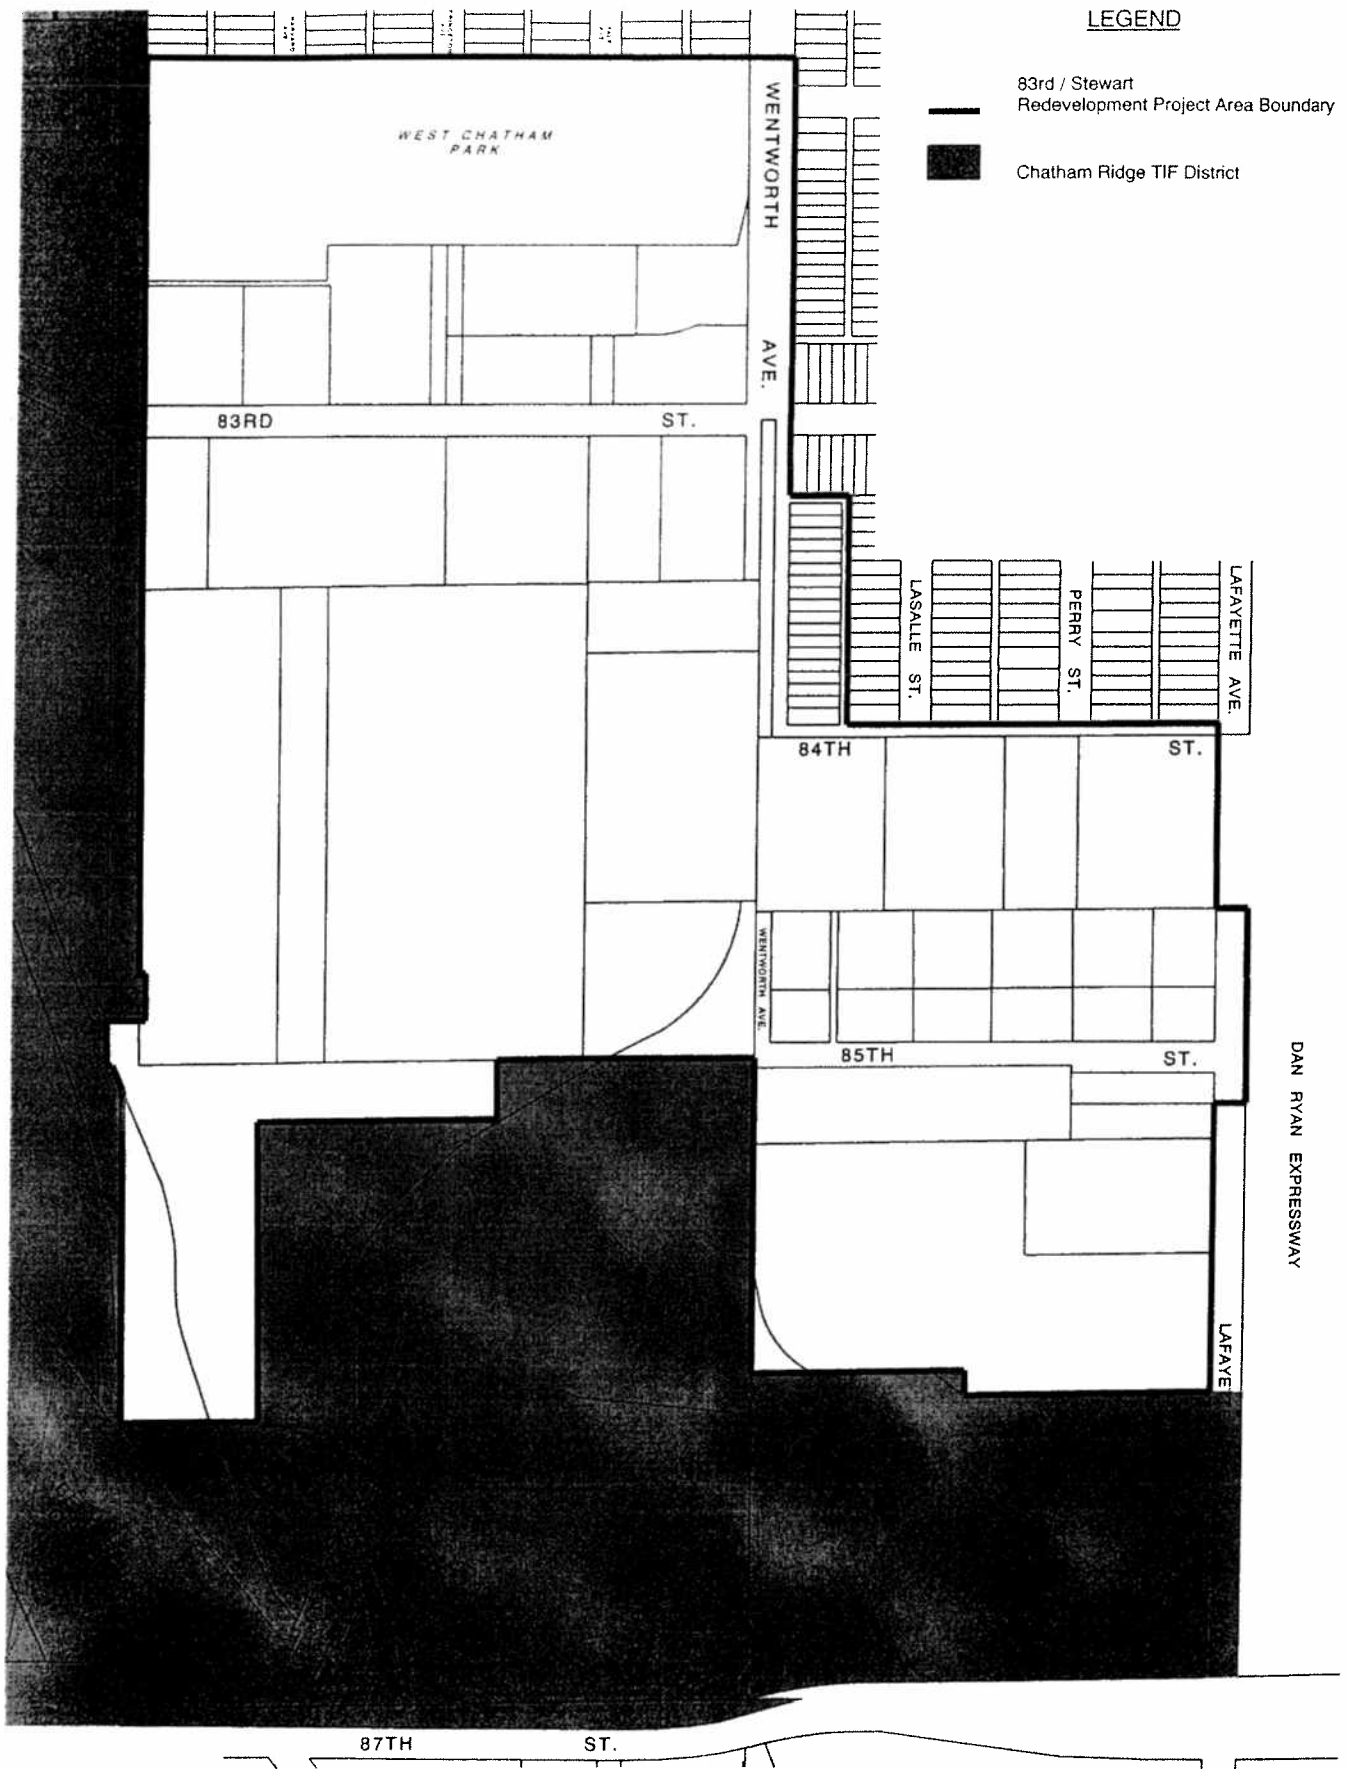 LEGEND
83rd / Stewart
Redevelopment Project Area Boundary
Chatham Ridge TIF District
WEST CHATHAM
PARK
WENTWORTH
AVE.
83RD ST.
LASALLE ST.
PERRY ST.
LAFAYETTE AVE.
84TH ST.
WENTWORTH AVE.
85TH ST.
DAN RYAN EXPRESSWAY
LAFAYE
87TH ST.